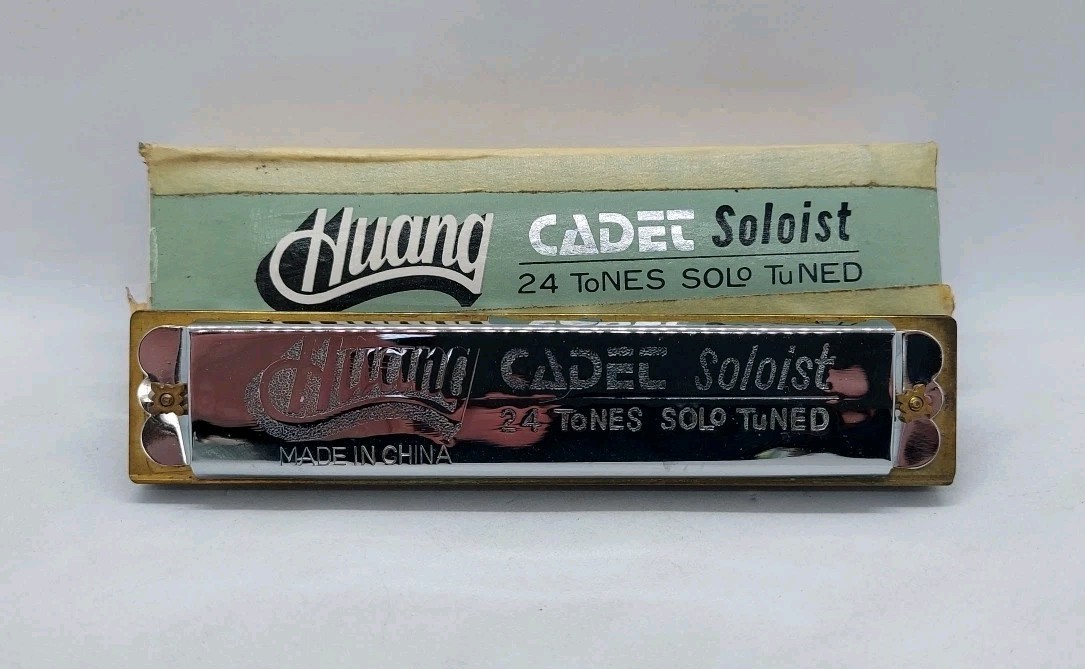 Huang CADET Soloist
24 ToNES SOLO TuNED
Huang CADET Soloist
24 ToNES SOLO TuNED
MADE IN CHINA